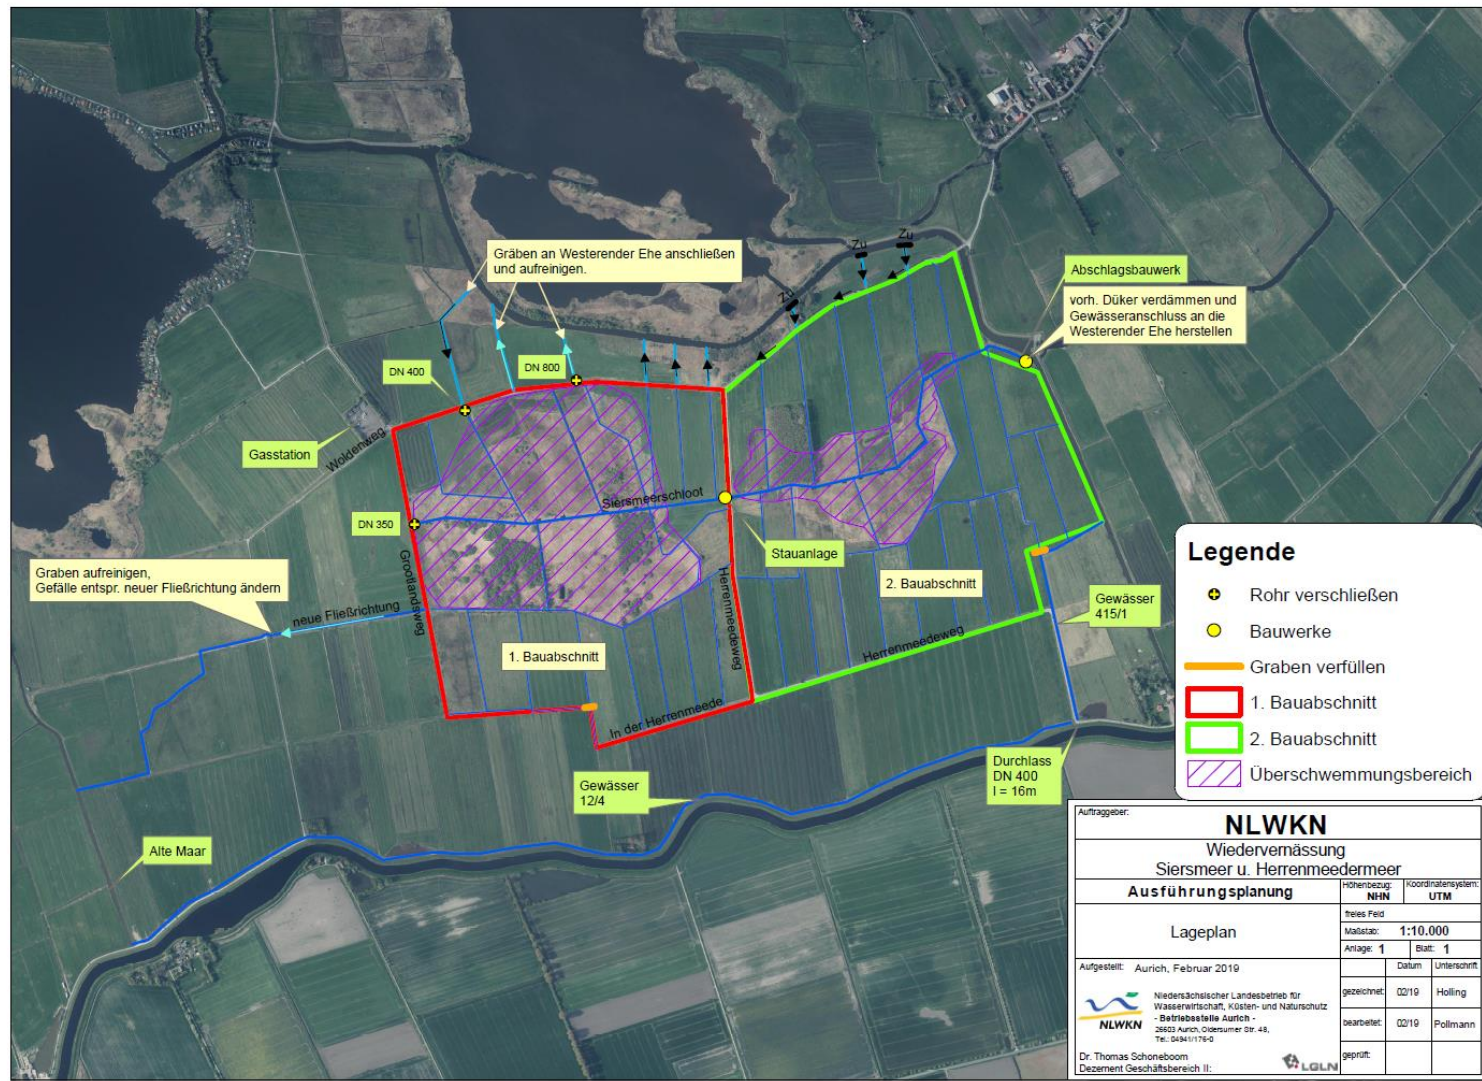 Zu
Zu
Zu
Gräben an Westerender Ehe anschließen
und aufreinigen.
Abschlagsbauwerk
vorh. Düker verdämmen und
Gewässeranschluss an die
Westerender Ehe herstellen
DN 400
DN 800
Gasstation
Woldenweg
Siersmeerschloot
DN 350
Stauanlage
Grootlandsweg
Herrenmeedeweg
Graben aufreinigen,
Gefälle entspr. neuer Fließrichtung ändern
neue Fließrichtung
2. Bauabschnitt
Gewässer
415/1
1. Bauabschnitt
Herrenmeedeweg
In der Herrenmeede
Gewässer
12/4
Durchlass
DN 400
l = 16m
Alte Maar
Legende
Rohr verschließen
Bauwerke
Graben verfüllen
1. Bauabschnitt
2. Bauabschnitt
Überschwemmungsbereich
Auftraggeber:
NLWKN
Wiedervernässung
Siersmeer u. Herrenmeedermeer
Ausführungsplanung
Höhenbezug:
NHN
Koordinatensystem:
UTM
freies Feld
Lageplan
Maßstab: 1:10.000
Anlage: 1 Blatt: 1
Aufgestellt: Aurich, Februar 2019
Datum Unterschrift
gezeichnet: 02/19 Holling
bearbeitet: 02/19 Pollmann
geprüft:
NLWKN
Niedersächsischer Landesbetrieb für
Wasserwirtschaft, Küsten- und Naturschutz
- Betriebsstelle Aurich -
26603 Aurich, Oldersumer Str. 48,
Tel.: 04941/176-0
Dr. Thomas Schoneboom
Dezernent Geschäftsbereich II:
LGLN